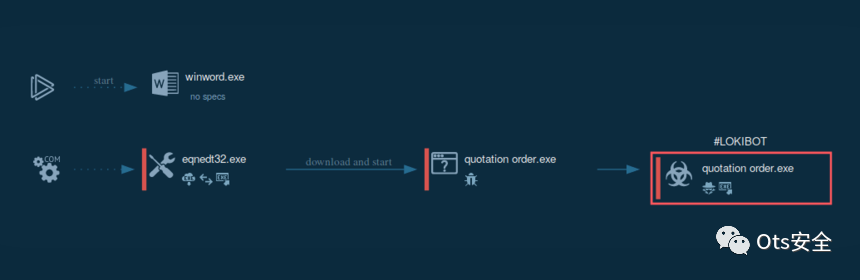 start
winword.exe
no specs
.COM
eqnedt32.exe
download and start
quotation order.exe
#LOKIBOT
quotation order.exe
Ots安全